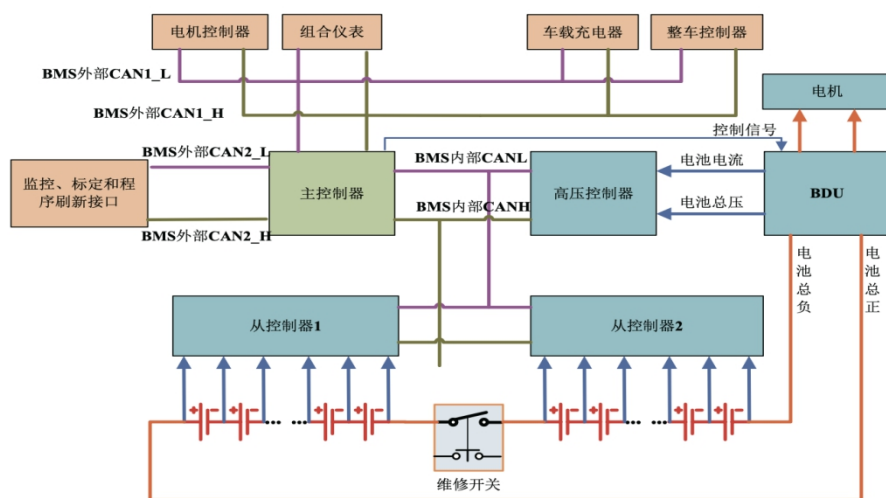 电机控制器
组合仪表
车载充电器
整车控制器
BMS外部CAN1_L
BMS外部CAN1_H
电机
控制信号
BMS外部CAN2_L
监控、标定和程
序刷新接口
BMS外部CAN2_H
主控制器
BMS内部CANL
BMS内部CANH
高压控制器
电池电流
电池总压
BDU
电池总负
电池总正
从控制器1
从控制器2
维修开关